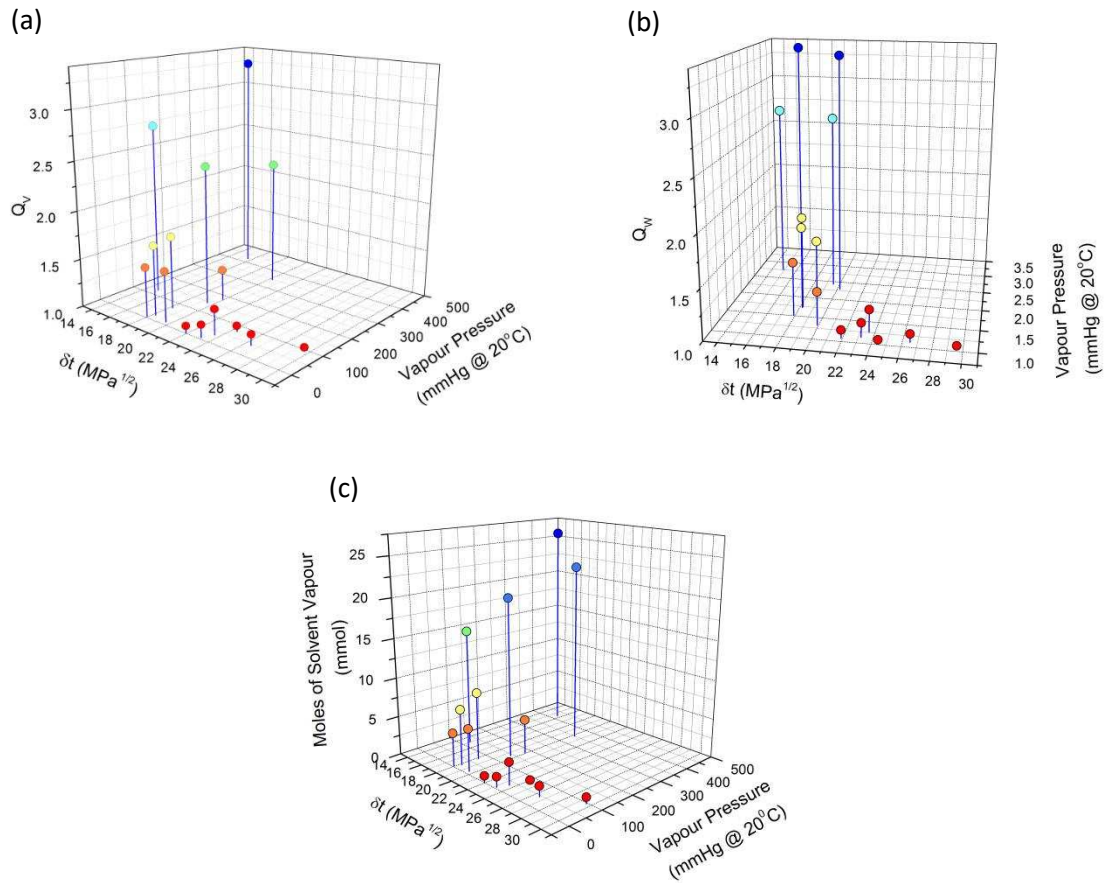 (a)
3.0
2.5
2.0
1.5
1.0
Q_V
14 16 18 20 22 24 26 28 30
δt (MPa^1/2)
0 100 200 300 400 500
Vapour Pressure
(mmHg @ 20°C)
(b)
3.0
2.5
2.0
1.5
1.0
Q_W
14 16 18 20 22 24 26 28 30
δt (MPa^1/2)
3.5
3.0
2.5
2.0
1.5
1.0
Vapour Pressure
(mmHg @ 20°C)
(c)
25
20
15
10
5
0
Moles of Solvent Vapour
(mmol)
14 16 18 20 22 24 26 28 30
δt (MPa^1/2)
0 100 200 300 400 500
Vapour Pressure
(mmHg @ 20°C)